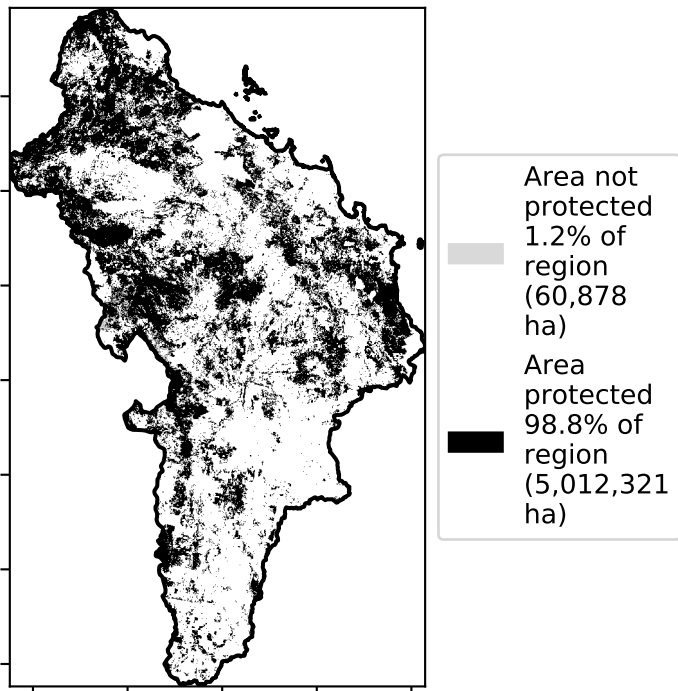 Area not
protected
1.2% of
region
(60,878
ha)
Area
protected
98.8% of
region
(5,012,321
ha)